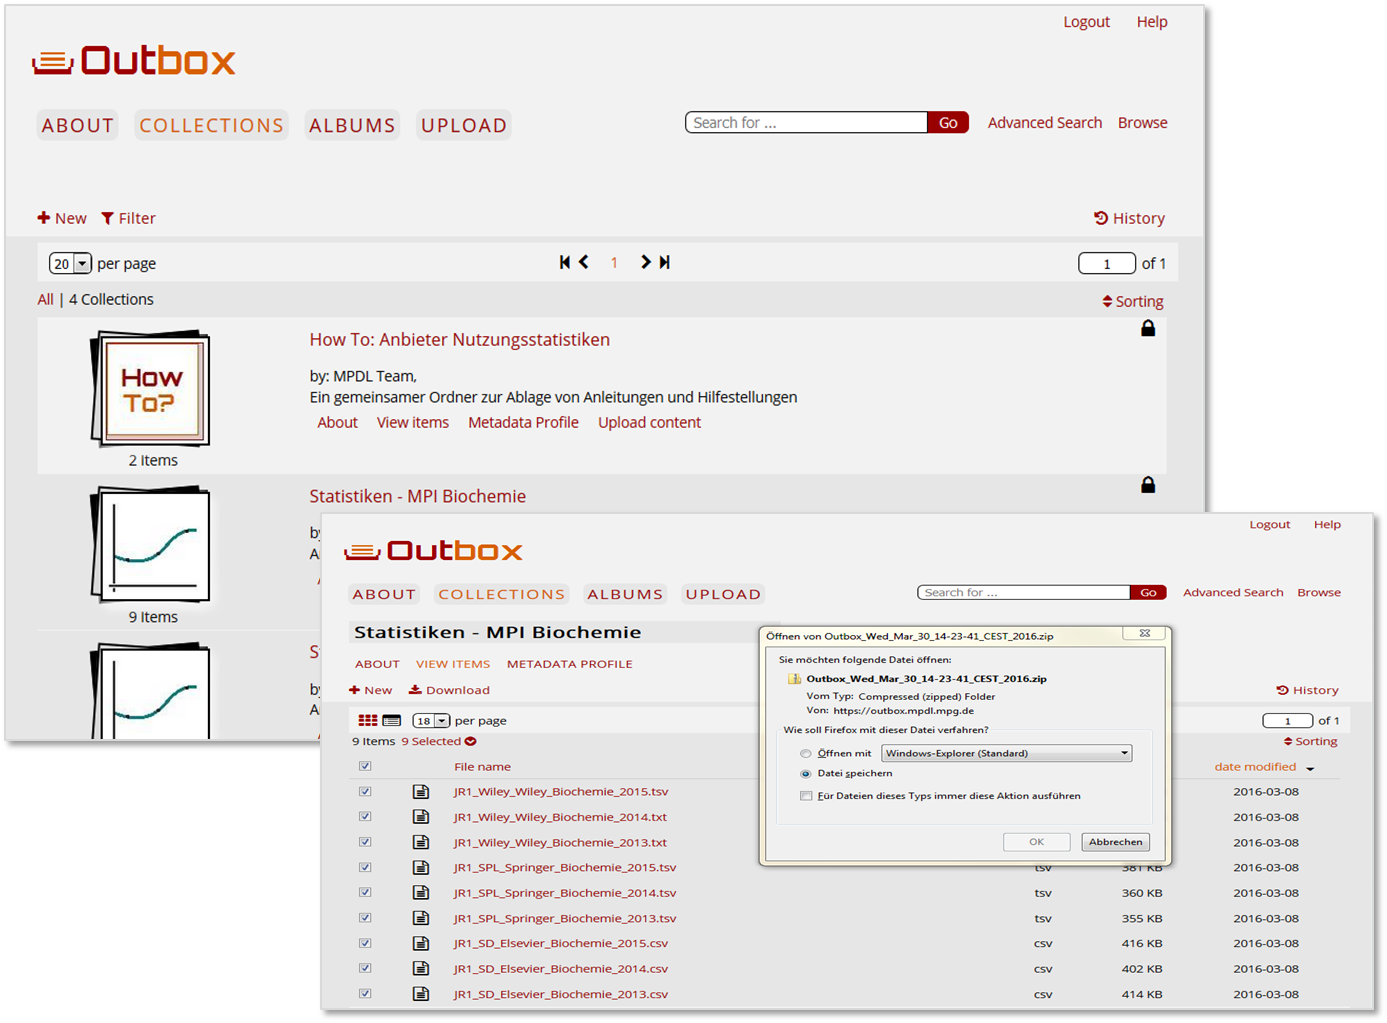 Logout Help
Outbox
ABOUT COLLECTIONS ALBUMS UPLOAD
Search for ... Go Advanced Search Browse
New Filter History
20 per page 1 1 of 1
All | 4 Collections Sorting
How To: Anbieter Nutzungsstatistiken
How To?
by: MPDL Team,
Ein gemeinsamer Ordner zur Ablage von Anleitungen und Hilfestellungen
About View items Metadata Profile Upload content
2 Items
Statistiken - MPI Biochemie
9 Items
Logout Help
Outbox
ABOUT COLLECTIONS ALBUMS UPLOAD
Search for ... Go Advanced Search Browse
Statistiken - MPI Biochemie
ABOUT VIEW ITEMS METADATA PROFILE
New Download History
18 per page 1 of 1
9 Items 9 Selected Sorting
File name date modified
JR1_Wiley_Wiley_Biochemie_2015.tsv 2016-03-08
JR1_Wiley_Wiley_Biochemie_2014.txt 2016-03-08
JR1_Wiley_Wiley_Biochemie_2013.txt 2016-03-08
JR1_SPL_Springer_Biochemie_2015.tsv tsv 381 KB 2016-03-08
JR1_SPL_Springer_Biochemie_2014.tsv tsv 360 KB 2016-03-08
JR1_SPL_Springer_Biochemie_2013.tsv tsv 355 KB 2016-03-08
JR1_SD_Elsevier_Biochemie_2015.csv csv 416 KB 2016-03-08
JR1_SD_Elsevier_Biochemie_2014.csv csv 402 KB 2016-03-08
JR1_SD_Elsevier_Biochemie_2013.csv csv 414 KB 2016-03-08
Öffnen von Outbox_Wed_Mar_30_14-23-41_CEST_2016.zip
Sie möchten folgende Datei öffnen:
Outbox_Wed_Mar_30_14-23-41_CEST_2016.zip
Vom Typ: Compressed (zipped) Folder
Von: https://outbox.mpdl.mpg.de
Wie soll Firefox mit dieser Datei verfahren?
Öffnen mit Windows-Explorer (Standard)
Datei speichern
Für Dateien dieses Typs immer diese Aktion ausführen
OK Abbrechen